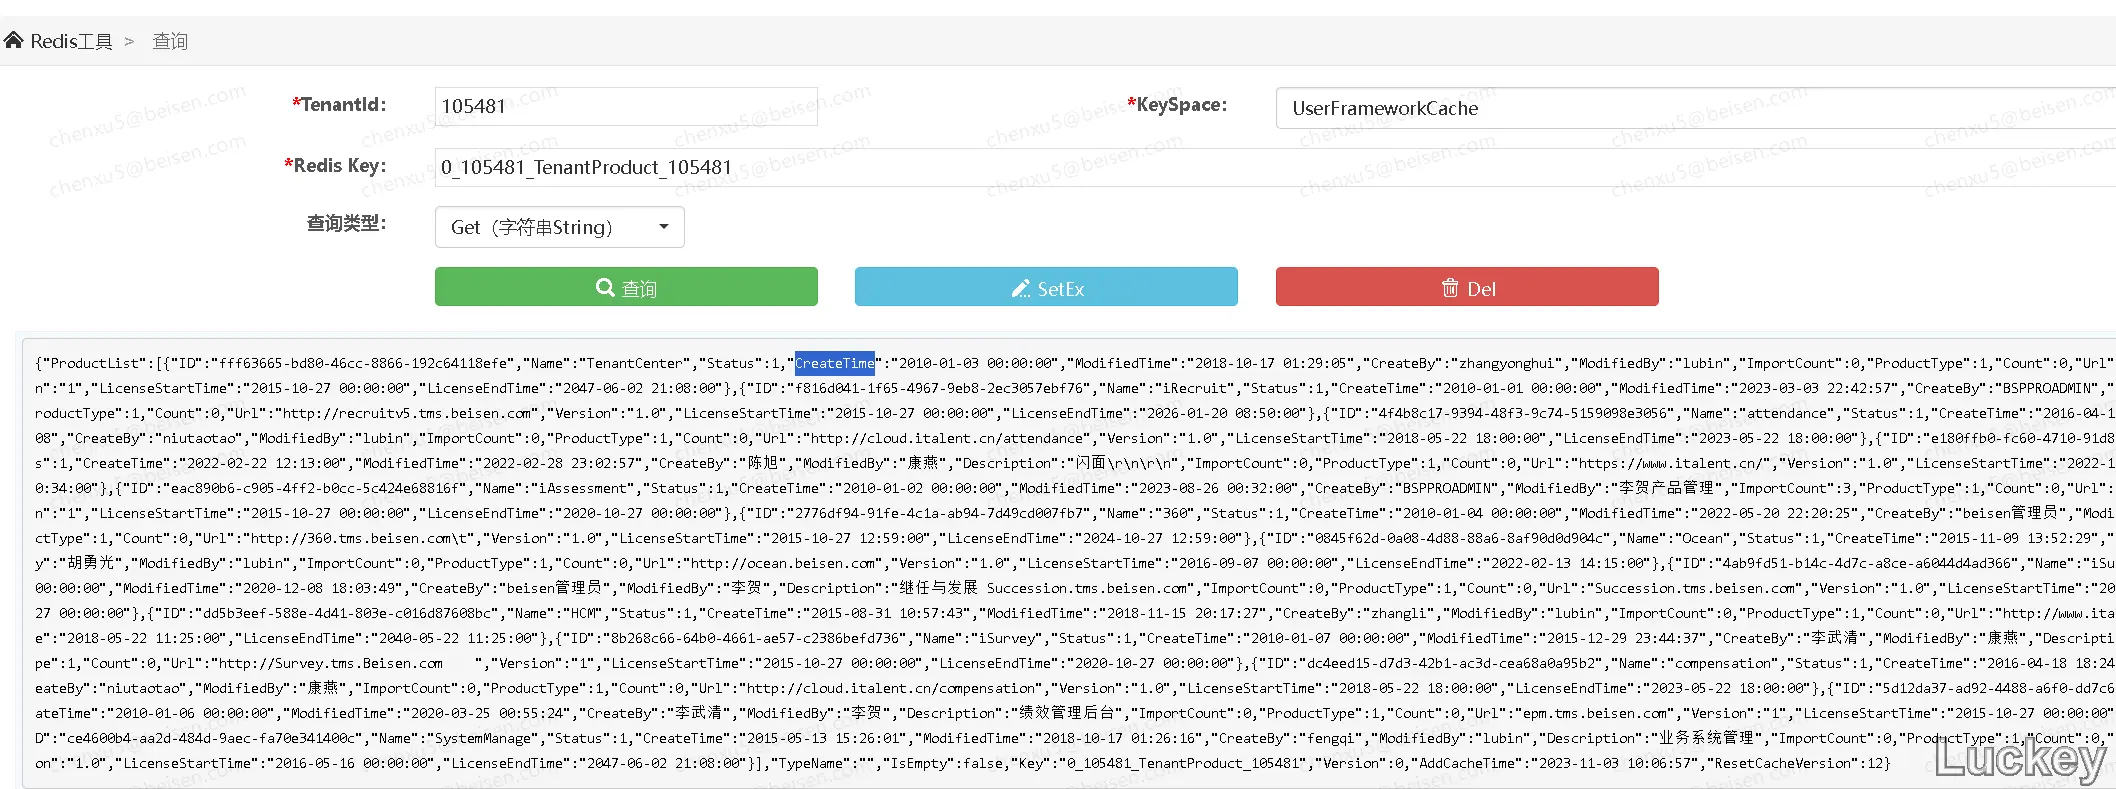 Redis工具 > 查询
*TenantId: 105481 *KeySpace: UserFrameworkCache
*Redis Key: 0_105481_TenantProduct_105481
查询类型: Get（字符串String）
查询 SetEx Del
{"ProductList":[{"ID":"fff63665-bd80-46cc-8866-192c64118efe","Name":"TenantCenter","Status":1,"CreateTime":"2010-01-03 00:00:00","ModifiedTime":"2018-10-17 01:29:05","CreateBy":"zhangyonghui","ModifiedBy":"lubin","ImportCount":0,"ProductType":1,"Count":0,"Url"
n":"1","LicenseStartTime":"2015-10-27 00:00:00","LicenseEndTime":"2047-06-02 21:08:00"},{"ID":"f816d041-1f65-4967-9eb8-2ec3057ebf76","Name":"iRecruit","Status":1,"CreateTime":"2010-01-01 00:00:00","ModifiedTime":"2023-03-03 22:42:57","CreateBy":"BSPPROADMIN","
roductType":1,"Count":0,"Url":"http://recruitv5.tms.beisen.com","Version":"1.0","LicenseStartTime":"2015-10-27 00:00:00","LicenseEndTime":"2026-01-20 08:50:00"},{"ID":"4f4b8c17-9394-48f3-9c74-5159098e3056","Name":"attendance","Status":1,"CreateTime":"2016-04-1
08","CreateBy":"niutaotao","ModifiedBy":"lubin","ImportCount":0,"ProductType":1,"Count":0,"Url":"http://cloud.italent.cn/attendance","Version":"1.0","LicenseStartTime":"2018-05-22 18:00:00","LicenseEndTime":"2023-05-22 18:00:00"},{"ID":"e180ffb0-fc60-4710-91d8
s":1,"CreateTime":"2022-02-22 12:13:00","ModifiedTime":"2022-02-28 23:02:57","CreateBy":"陈旭","ModifiedBy":"康燕","Description":"闪面\r\n\r\n","ImportCount":0,"ProductType":1,"Count":0,"Url":"https://www.italent.cn/","Version":"1.0","LicenseStartTime":"2022-1
0:34:00"},{"ID":"eac890b6-c905-4ff2-b0cc-5c424e68816f","Name":"iAssessment","Status":1,"CreateTime":"2010-01-02 00:00:00","ModifiedTime":"2023-08-26 00:32:00","CreateBy":"BSPPROADMIN","ModifiedBy":"李贺产品管理","ImportCount":3,"ProductType":1,"Count":0,"Url":
n":"1","LicenseStartTime":"2015-10-27 00:00:00","LicenseEndTime":"2020-10-27 00:00:00"},{"ID":"2776df94-91fe-4c1a-ab94-7d49cd007fb7","Name":"360","Status":1,"CreateTime":"2010-01-04 00:00:00","ModifiedTime":"2022-05-20 22:20:25","CreateBy":"beisen管理员","Modi
ctType":1,"Count":0,"Url":"http://360.tms.beisen.com\t","Version":"1.0","LicenseStartTime":"2015-10-27 12:59:00","LicenseEndTime":"2024-10-27 12:59:00"},{"ID":"0845f62d-0a08-4d88-88a6-8af90d0d904c","Name":"Ocean","Status":1,"CreateTime":"2015-11-09 13:52:29","
y":"胡勇光","ModifiedBy":"lubin","ImportCount":0,"ProductType":1,"Count":0,"Url":"http://ocean.beisen.com","Version":"1.0","LicenseStartTime":"2016-09-07 00:00:00","LicenseEndTime":"2022-02-13 14:15:00"},{"ID":"4ab9fd51-b14c-4d7c-a8ce-a6044d4ad366","Name":"iSu
00:00:00","ModifiedTime":"2020-12-08 18:03:49","CreateBy":"beisen管理员","ModifiedBy":"李贺","Description":"继任与发展 Succession.tms.beisen.com","ImportCount":0,"ProductType":1,"Count":0,"Url":"Succession.tms.beisen.com","Version":"1.0","LicenseStartTime":"20
27 00:00:00"},{"ID":"dd5b3eef-588e-4d41-803e-c016d87608bc","Name":"HCM","Status":1,"CreateTime":"2015-08-31 10:57:43","ModifiedTime":"2018-11-15 20:17:27","CreateBy":"zhangli","ModifiedBy":"lubin","ImportCount":0,"ProductType":1,"Count":0,"Url":"http://www.ita
e":"2018-05-22 11:25:00","LicenseEndTime":"2040-05-22 11:25:00"},{"ID":"8b268c66-64b0-4661-ae57-c2386befd736","Name":"iSurvey","Status":1,"CreateTime":"2010-01-07 00:00:00","ModifiedTime":"2015-12-29 23:44:37","CreateBy":"李武清","ModifiedBy":"康燕","Descripti
pe":1,"Count":0,"Url":"http://Survey.tms.Beisen.com    ","Version":"1","LicenseStartTime":"2015-10-27 00:00:00","LicenseEndTime":"2020-10-27 00:00:00"},{"ID":"dc4eed15-d7d3-42b1-ac3d-cea68a0a95b2","Name":"compensation","Status":1,"CreateTime":"2016-04-18 18:24
eateBy":"niutaotao","ModifiedBy":"康燕","ImportCount":0,"ProductType":1,"Count":0,"Url":"http://cloud.italent.cn/compensation","Version":"1.0","LicenseStartTime":"2018-05-22 18:00:00","LicenseEndTime":"2023-05-22 18:00:00"},{"ID":"5d12da37-ad92-4488-a6f0-dd7c6
ateTime":"2010-01-06 00:00:00","ModifiedTime":"2020-03-25 00:55:24","CreateBy":"李武清","ModifiedBy":"李贺","Description":"绩效管理后台","ImportCount":0,"ProductType":1,"Count":0,"Url":"epm.tms.beisen.com","Version":"1","LicenseStartTime":"2015-10-27 00:00:00"
D":"ce4600b4-aa2d-484d-9aec-fa70e341400c","Name":"SystemManage","Status":1,"CreateTime":"2015-05-13 15:26:01","ModifiedTime":"2018-10-17 01:26:16","CreateBy":"fengqi","ModifiedBy":"lubin","Description":"业务系统管理","ImportCount":0,"ProductType":1,"Count":0,
on":"1.0","LicenseStartTime":"2016-05-16 00:00:00","LicenseEndTime":"2047-06-02 21:08:00"}],"TypeName":"","IsEmpty":false,"Key":"0_105481_TenantProduct_105481","Version":0,"AddCacheTime":"2023-11-03 10:06:57","ResetCacheVersion":12}
Luckey
chenxu5@beisen.com